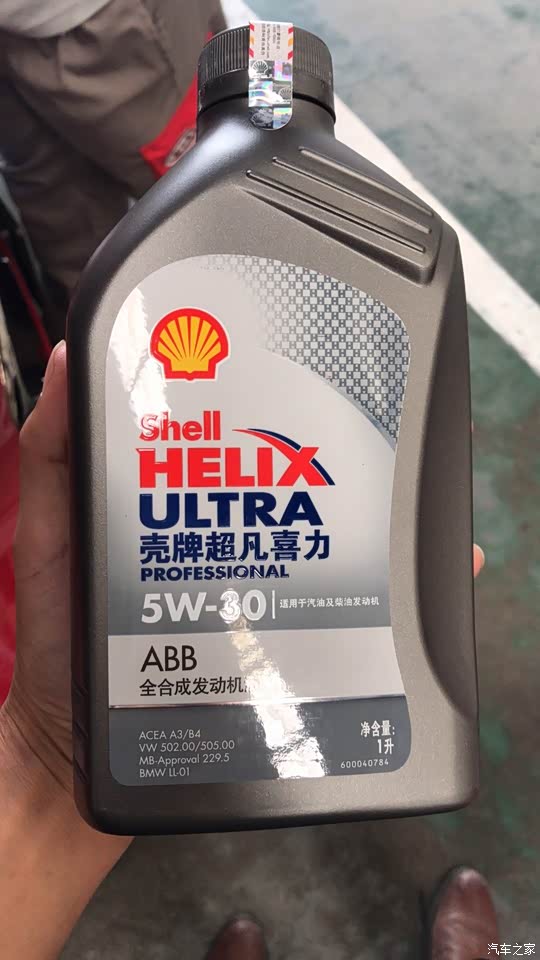 Shell
HELIX
ULTRA
壳牌超凡喜力
PROFESSIONAL
5W-30 适用于汽油及柴油发动机
ABB
全合成发动机
ACEA A3/B4
VW 502.00/505.00
MB-Approval 229.5
BMW LL-01
净含量:
1升
600040784
汽车之家